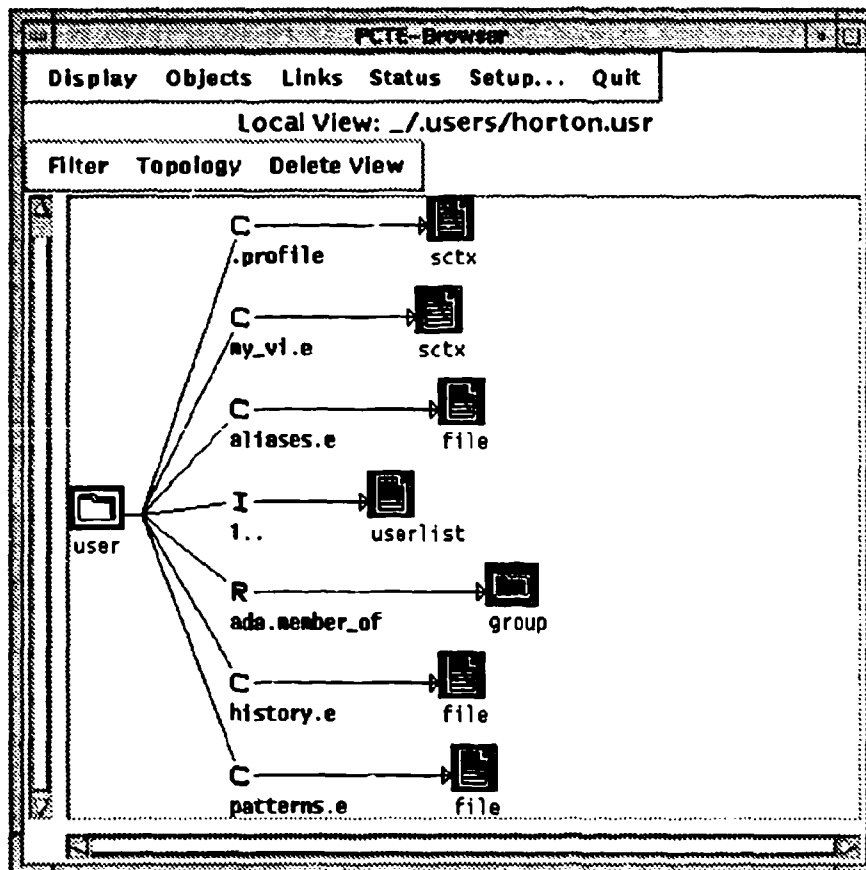 PCTE-Browser
Display Objects Links Status Setup... Quit
Local View: _/.users/horton.usr
Filter Topology Delete View
C
.profile sctx
C
my_vi.e sctx
C
aliases.e file
I
1.. userlist
user
R
ada.member_of group
C
history.e file
C
patterns.e file